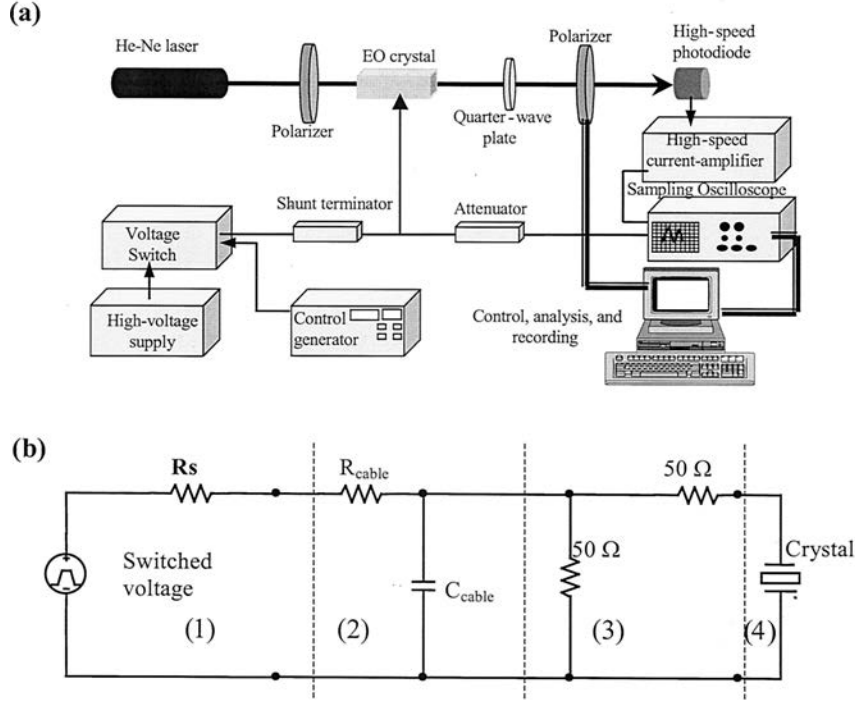 (a)
He-Ne laser
Polarizer
EO crystal
Quarter-wave
plate
Polarizer
High-speed
photodiode
High-speed
current-amplifier
Sampling Oscilloscope
Shunt terminator
Attenuator
Voltage
Switch
High-voltage
supply
Control
generator
Control, analysis, and
recording
(b)
Rs
Rcable
50 Ω
50 Ω
Crystal
Switched
voltage
Ccable
(1)
(2)
(3)
(4)